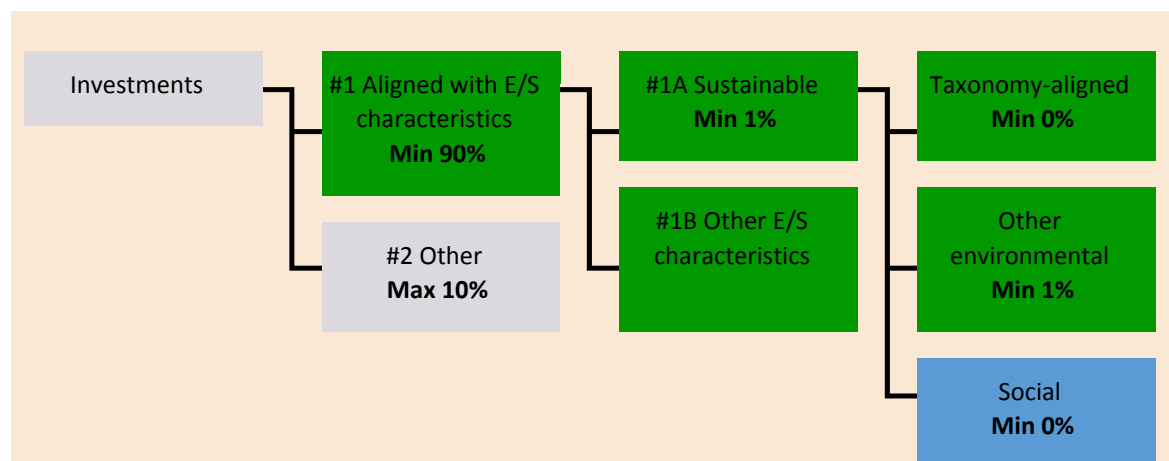 Investments
#1 Aligned with E/S
characteristics
Min 90%
#2 Other
Max 10%
#1A Sustainable
Min 1%
#1B Other E/S
characteristics
Taxonomy-aligned
Min 0%
Other
environmental
Min 1%
Social
Min 0%